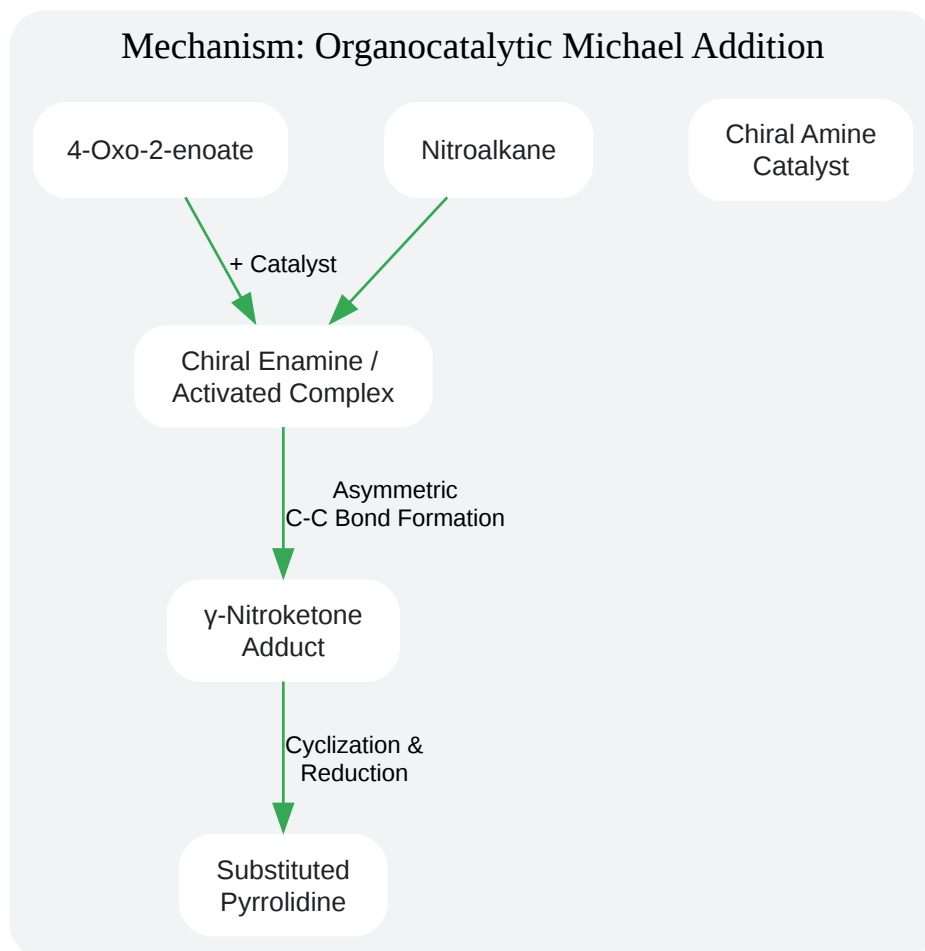 Mechanism: Organocatalytic Michael Addition
4-Oxo-2-enoate
Nitroalkane
Chiral Amine
Catalyst
+ Catalyst
Chiral Enamine /
Activated Complex
Asymmetric
C-C Bond Formation
γ-Nitroketone
Adduct
Cyclization &
Reduction
Substituted
Pyrrolidine